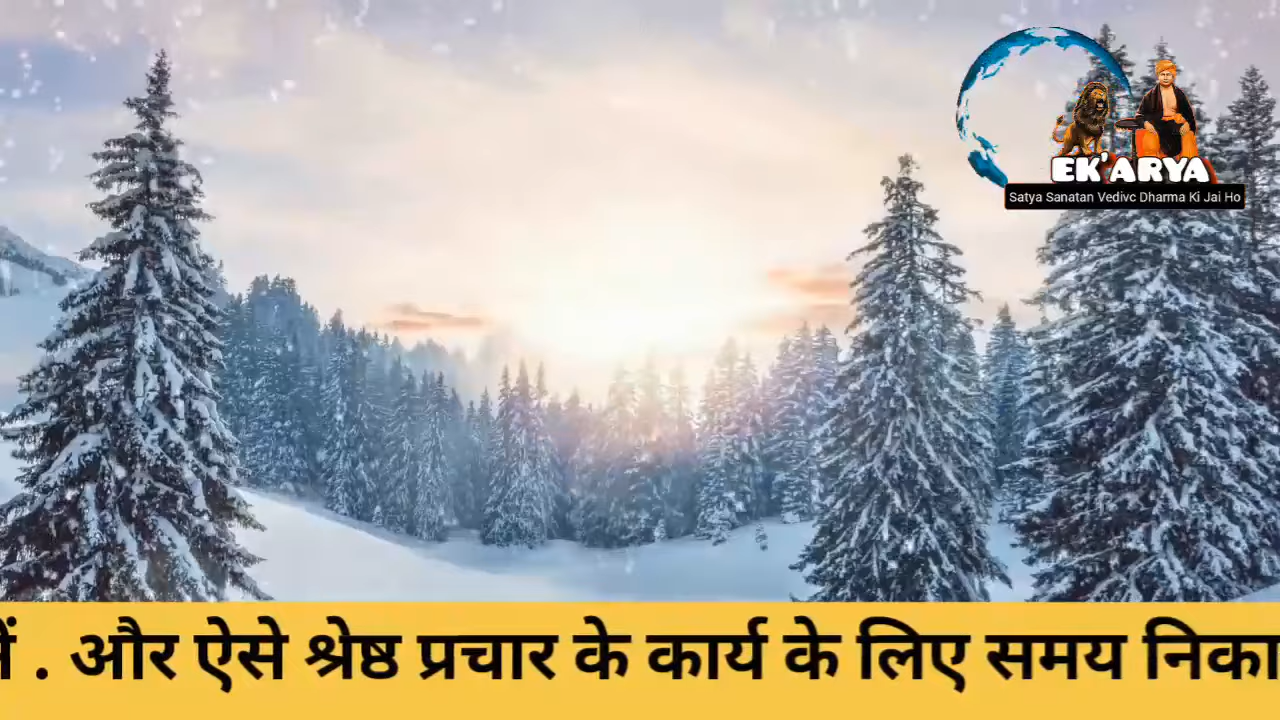 EK'ARYA
Satya Sanatan Vedivc Dharma Ki Jai Ho
. और ऐसे श्रेष्ठ प्रचार के कार्य के लिए समय